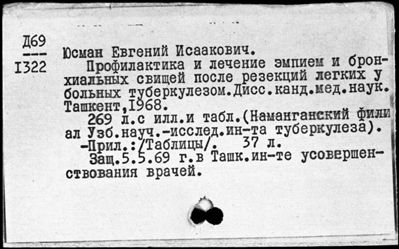 Д69
1322
Юсман Евгений Исаакович.
Профилактика и лечение эмпием и брон-
хиальных свищей после резекций легких у
больных туберкулезом.Дисс.канд.мед.наук.
Ташкент,1968.
269 л.с илл.и табл.(Наманганский фили
ал Узб.науч.-исслед.ин-та туберкулеза).
-Прил.:/Таблицы/. 37 л.
Защ.5.5.69 г.в Ташк.ин-те усовершен-
ствования врачей.